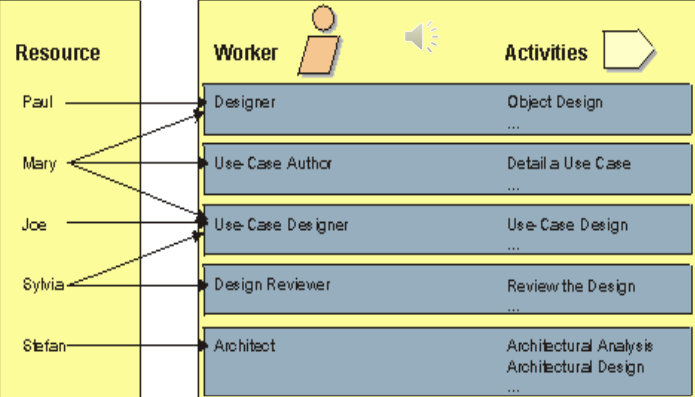 Resource Worker Activities
Paul Designer Object Design
...
Mary Use-Case Author Detail a Use Case
...
Joe Use-Case Designer Use-Case Design
...
Sylvia Design Reviewer Review the Design
...
Stefan Architect Architectural Analysis
Architectural Design
...